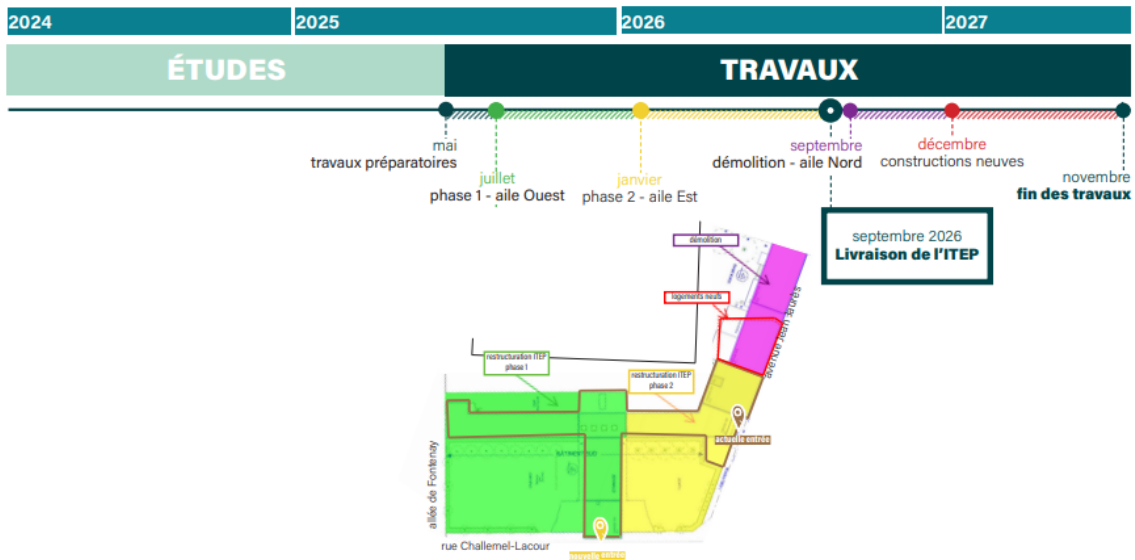 2024
2025
2026
2027
ÉTUDES
TRAVAUX
mai
travaux préparatoires
juillet
phase 1 - aile Ouest
janvier
phase 2 - aile Est
septembre
démolition - aile Nord
décembre
constructions neuves
novembre
fin des travaux
septembre 2026
Livraison de l'ITEP
démolition
logements neufs
avenue Jean Jaurès
restructuration ITEP
phase 1
restructuration ITEP
phase 2
actuelle entrée
allée de Fontenay
rue Challemel-Lacour
nouvelle entrée